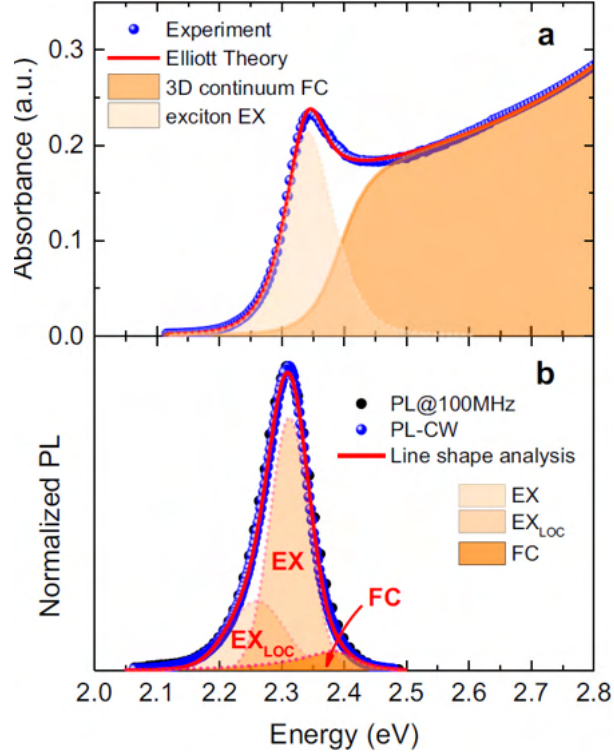 a
Experiment
Elliott Theory
3D continuum FC
exciton EX
Absorbance (a.u.)
0.3
0.2
0.1
0.0
b
PL@100MHz
PL-CW
Line shape analysis
EX
EX_LOC
FC
EX
FC
EX_LOC
Normalized PL
2.0 2.1 2.2 2.3 2.4 2.5 2.6 2.7 2.8
Energy (eV)